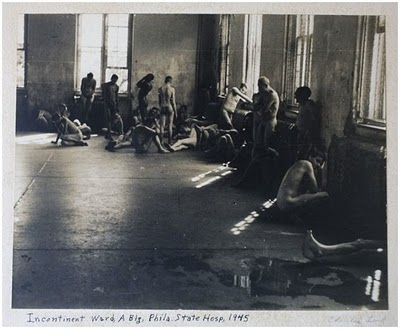 Incontinent Ward, A Blg, Phila. State Hosp, 1945